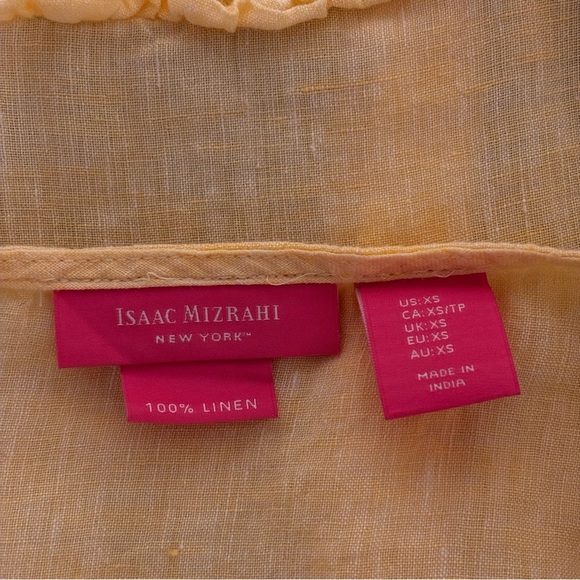 ISAAC MIZRAHI
NEW YORK™
100% LINEN
US: XS
CA: XS/TP
UK: XS
EU: XS
AU: XS
MADE IN
INDIA